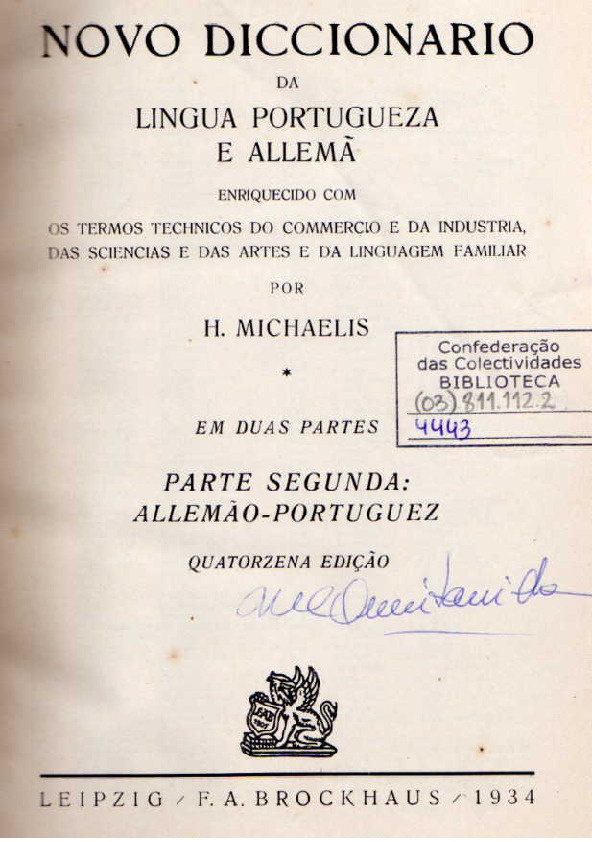 NOVO DICCIONARIO
DA
LINGUA PORTUGUEZA
E ALLEMÃ
ENRIQUECIDO COM
OS TERMOS TECHNICOS DO COMMERCIO E DA INDUSTRIA,
DAS SCIENCIAS E DAS ARTES E DA LINGUAGEM FAMILIAR
POR
H. MICHAELIS
*
Confederação
das Colectividades
BIBLIOTECA
(03) 811.112.2
4443
EM DUAS PARTES
PARTE SEGUNDA:
ALLEMÃO-PORTUGUEZ
QUATORZENA EDIÇÃO
F.A.B.
1805
LEIPZIG / F. A. BROCKHAUS / 1934